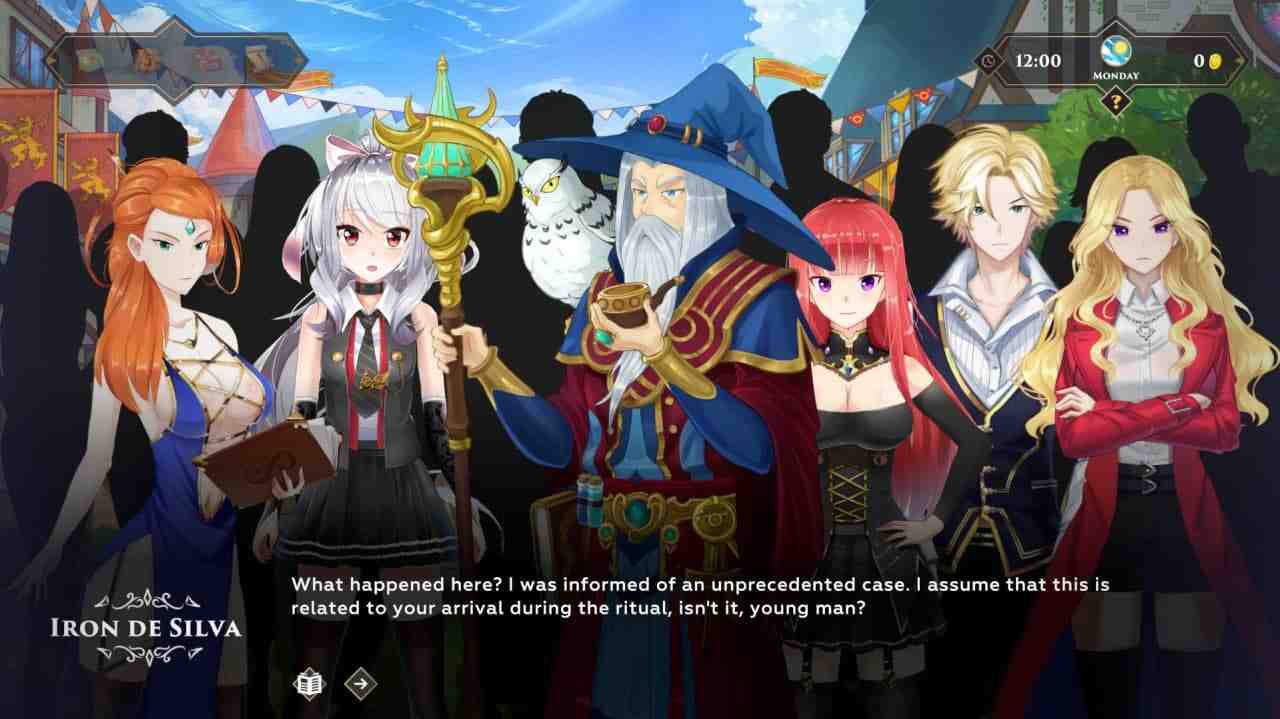 12:00
MONDAY
0
?
What happened here? I was informed of an unprecedented case. I assume that this is
related to your arrival during the ritual, isn't it, young man?
IRON DE SILVA